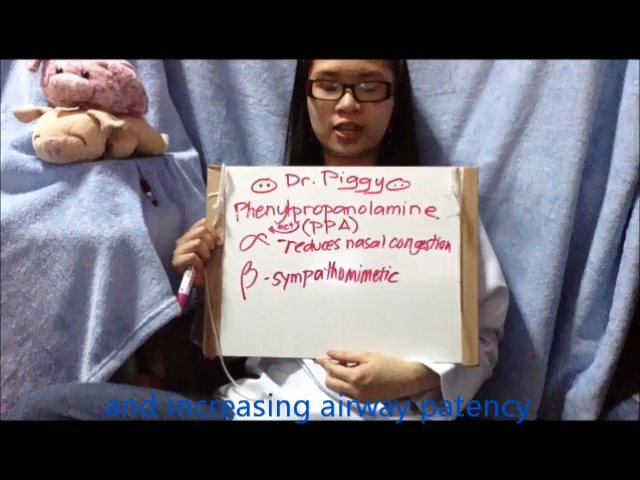 Dr. Piggy
Phenylpropanolamine
(PPA)
α - reduces nasal congestion
β - sympathomimetic
and increasing airway patency